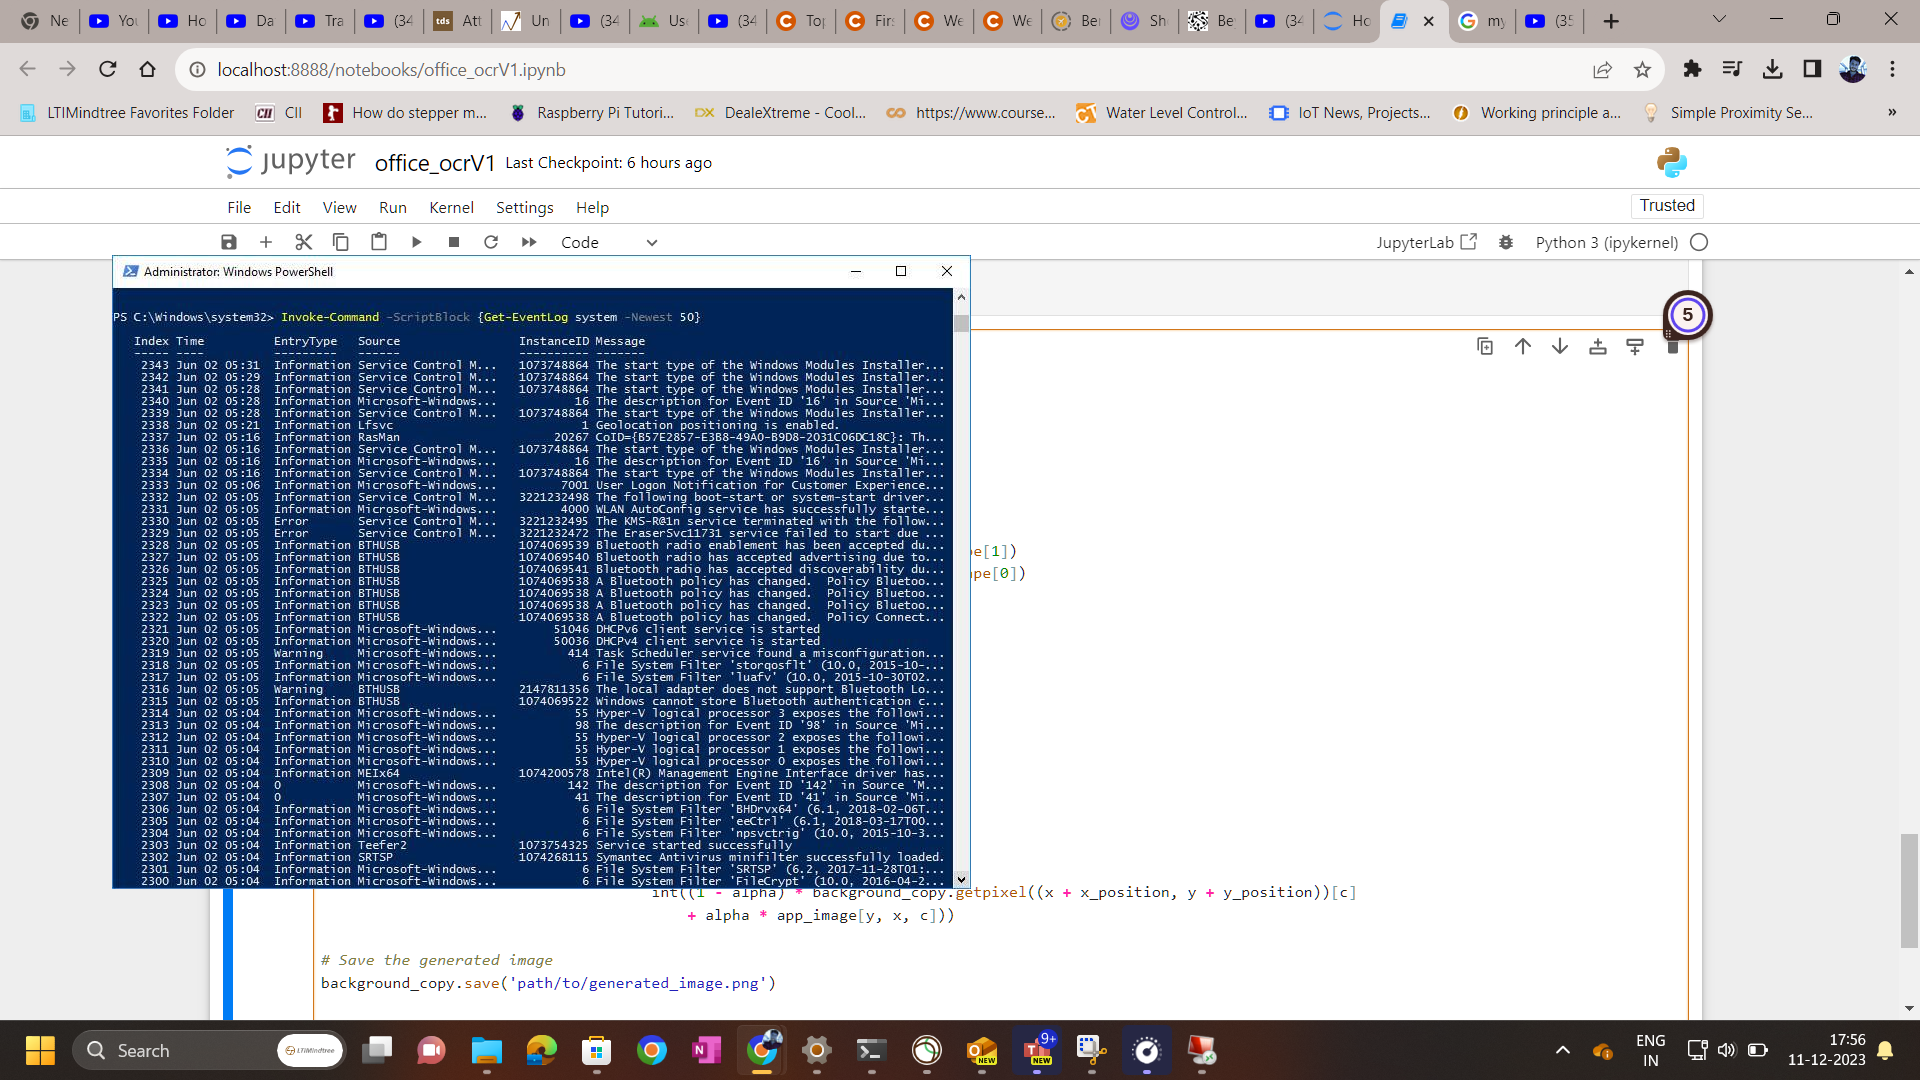 Ne You Ho Da Tra (34 Att Un (34 Us (34 Top Firs We We Ber Sh Be (34 Ho my (35
localhost:8888/notebooks/office_ocrV1.ipynb
LTIMindtree Favorites Folder CII How do stepper m... Raspberry Pi Tutori... DX DealeXtreme - Cool... https://www.course... Water Level Control... IoT News, Projects... Working principle a... Simple Proximity Se... »
jupyter office_ocrV1 Last Checkpoint: 6 hours ago
File Edit View Run Kernel Settings Help Trusted
Code JupyterLab Python 3 (ipykernel)
Administrator: Windows PowerShell
5
PS C:\Windows\system32> Invoke-Command -ScriptBlock {Get-EventLog system -Newest 50}
Index Time EntryType Source InstanceID Message
----- ---- --------- ------ ---------- -------
2343 Jun 02 05:31 Information Service Control M... 1073748864 The start type of the Windows Modules Installer...
2342 Jun 02 05:29 Information Service Control M... 1073748864 The start type of the Windows Modules Installer...
2341 Jun 02 05:28 Information Service Control M... 1073748864 The start type of the Windows Modules Installer...
2340 Jun 02 05:28 Information Microsoft-Windows... 16 The description for Event ID '16' in Source 'Mi...
2339 Jun 02 05:28 Information Service Control M... 1073748864 The start type of the Windows Modules Installer...
2338 Jun 02 05:21 Information Lfsvc 1 Geolocation positioning is enabled.
2337 Jun 02 05:16 Information RasMan 20267 CoID={B57E2857-E3B8-49A0-B9D8-2031C06DC18C}: Th...
2336 Jun 02 05:16 Information Service Control M... 1073748864 The start type of the Windows Modules Installer...
2335 Jun 02 05:16 Information Microsoft-Windows... 16 The description for Event ID '16' in Source 'Mi...
2334 Jun 02 05:16 Information Service Control M... 1073748864 The start type of the Windows Modules Installer...
2333 Jun 02 05:06 Information Microsoft-Windows... 7001 User Logon Notification for Customer Experience...
2332 Jun 02 05:05 Information Service Control M... 3221232498 The following boot-start or system-start driver...
2331 Jun 02 05:05 Information Microsoft-Windows... 4000 WLAN AutoConfig service has successfully starte...
2330 Jun 02 05:05 Error Service Control M... 3221232495 The KMS-R@1n service terminated with the follow...
2329 Jun 02 05:05 Error Service Control M... 3221232472 The EraserSvc11731 service failed to start due ...
2328 Jun 02 05:05 Information BTHUSB 1074069539 Bluetooth radio enablement has been accepted du...
2327 Jun 02 05:05 Information BTHUSB 1074069540 Bluetooth radio has accepted advertising due to...
2326 Jun 02 05:05 Information BTHUSB 1074069541 Bluetooth radio has accepted discoverability du...
2325 Jun 02 05:05 Information BTHUSB 1074069538 A Bluetooth policy has changed. Policy Bluetoo...
2324 Jun 02 05:05 Information BTHUSB 1074069538 A Bluetooth policy has changed. Policy Bluetoo...
2323 Jun 02 05:05 Information BTHUSB 1074069538 A Bluetooth policy has changed. Policy Bluetoo...
2322 Jun 02 05:05 Information BTHUSB 1074069538 A Bluetooth policy has changed. Policy Connect...
2321 Jun 02 05:05 Information Microsoft-Windows... 51046 DHCPv6 client service is started
2320 Jun 02 05:05 Information Microsoft-Windows... 50036 DHCPv4 client service is started
2319 Jun 02 05:05 Warning Microsoft-Windows... 414 Task Scheduler service found a misconfiguration...
2318 Jun 02 05:05 Information Microsoft-Windows... 6 File System Filter 'storqosflt' (10.0, 2015-10-...
2317 Jun 02 05:05 Information Microsoft-Windows... 6 File System Filter 'luafv' (10.0, 2015-10-30T02...
2316 Jun 02 05:05 Warning BTHUSB 2147811356 The local adapter does not support Bluetooth Lo...
2315 Jun 02 05:05 Information BTHUSB 1074069522 Windows cannot store Bluetooth authentication c...
2314 Jun 02 05:04 Information Microsoft-Windows... 55 Hyper-V logical processor 3 exposes the followi...
2313 Jun 02 05:04 Information Microsoft-Windows... 98 The description for Event ID '98' in Source 'Mi...
2312 Jun 02 05:04 Information Microsoft-Windows... 55 Hyper-V logical processor 2 exposes the followi...
2311 Jun 02 05:04 Information Microsoft-Windows... 55 Hyper-V logical processor 1 exposes the followi...
2310 Jun 02 05:04 Information Microsoft-Windows... 55 Hyper-V logical processor 0 exposes the followi...
2309 Jun 02 05:04 Information MEIx64 1074200578 Intel(R) Management Engine Interface driver has...
2308 Jun 02 05:04 0 Microsoft-Windows... 142 The description for Event ID '142' in Source 'M...
2307 Jun 02 05:04 0 Microsoft-Windows... 41 The description for Event ID '41' in Source 'Mi...
2306 Jun 02 05:04 Information Microsoft-Windows... 6 File System Filter 'BHDrvx64' (6.1, 2018-02-06T...
2305 Jun 02 05:04 Information Microsoft-Windows... 6 File System Filter 'eeCtrl' (6.1, 2018-03-17T00...
2304 Jun 02 05:04 Information Microsoft-Windows... 6 File System Filter 'npsvctrig' (10.0, 2015-10-3...
2303 Jun 02 05:04 Information Teefer2 1073754325 Service started successfully
2302 Jun 02 05:04 Information SRTSP 1074268115 Symantec Antivirus minifilter successfully loaded.
2301 Jun 02 05:04 Information Microsoft-Windows... 6 File System Filter 'SRTSP' (6.2, 2017-11-28T01:...
2300 Jun 02 05:04 Information Microsoft-Windows... 6 File System Filter 'FileCrypt' (10.0, 2016-04-2...
pe[1])
ape[0])
int((1 - alpha) * background_copy.getpixel((x + x_position, y + y_position))[c]
+ alpha * app_image[y, x, c]))
# Save the generated image
background_copy.save('path/to/generated_image.png')
Search LTIMindtree NEW 9+ NEW ENG 17:56
IN 11-12-2023